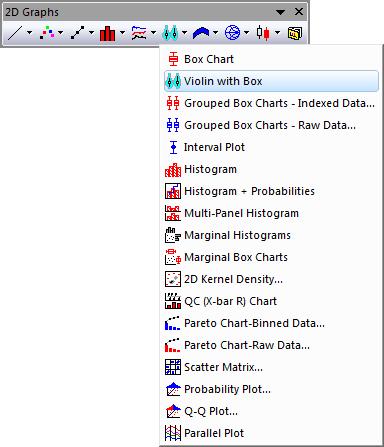 2D Graphs
Box Chart
Violin with Box
Grouped Box Charts - Indexed Data...
Grouped Box Charts - Raw Data...
Interval Plot
Histogram
Histogram + Probabilities
Multi-Panel Histogram
Marginal Histograms
Marginal Box Charts
2D Kernel Density...
QC (X-bar R) Chart
Pareto Chart-Binned Data...
Pareto Chart-Raw Data...
Scatter Matrix...
Probability Plot...
Q-Q Plot...
Parallel Plot